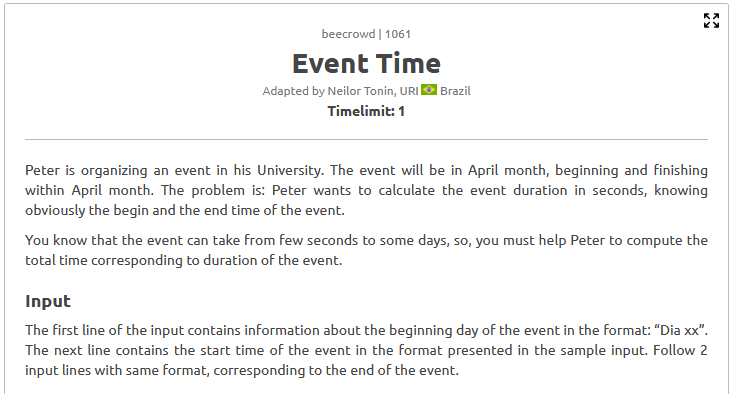 beecrowd | 1061
Event Time
Adapted by Neilor Tonin, URI Brazil
Timelimit: 1
Peter is organizing an event in his University. The event will be in April month, beginning and finishing
within April month. The problem is: Peter wants to calculate the event duration in seconds, knowing
obviously the begin and the end time of the event.
You know that the event can take from few seconds to some days, so, you must help Peter to compute the
total time corresponding to duration of the event.
Input
The first line of the input contains information about the beginning day of the event in the format: “Dia xx”.
The next line contains the start time of the event in the format presented in the sample input. Follow 2
input lines with same format, corresponding to the end of the event.